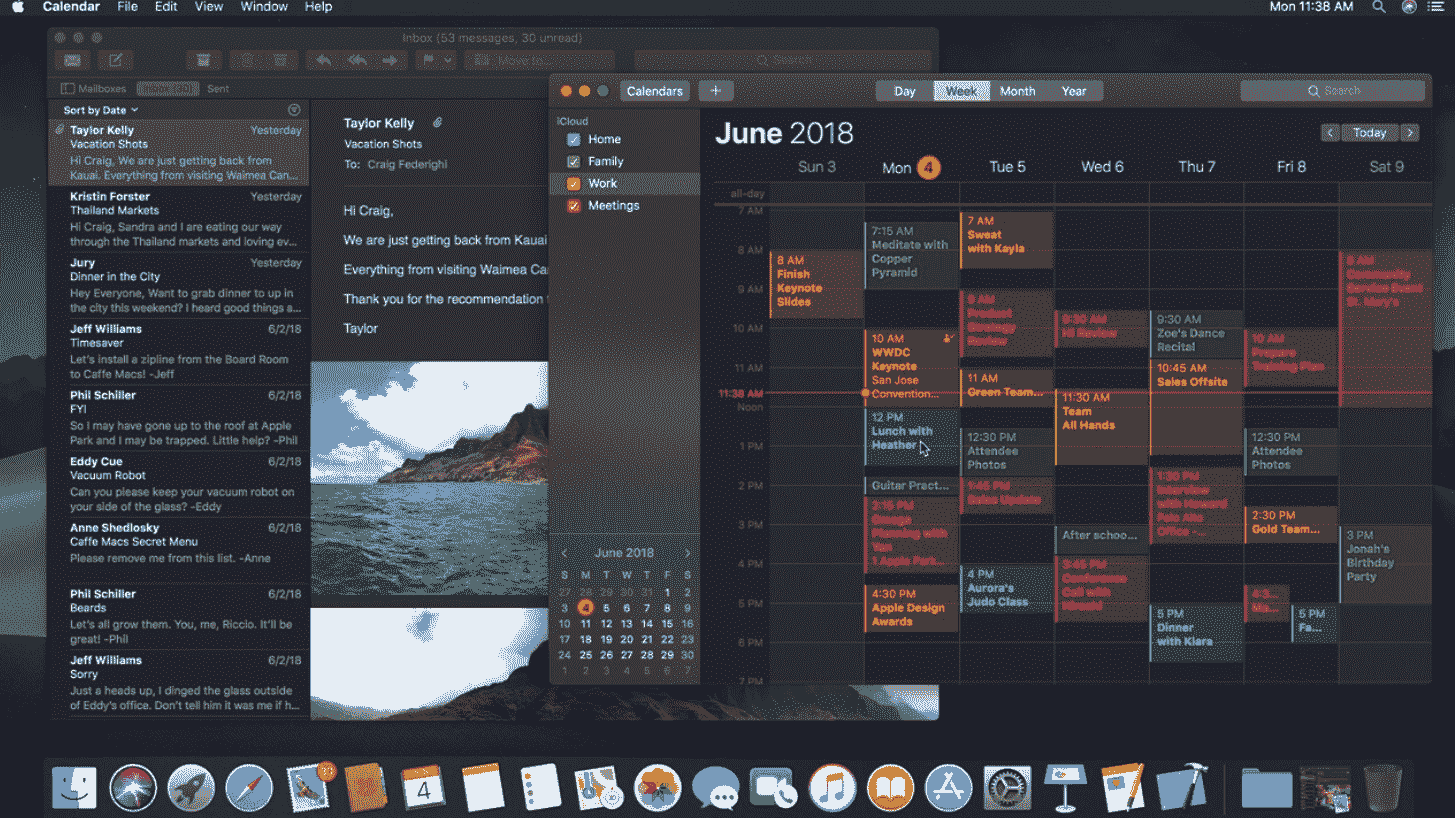 Calendar File Edit View Window Help
Mon 11:38 AM
Inbox (53 messages, 30 unread)
Move to...
Search
Mailboxes
Sent
Sort by Date
Taylor Kelly Yesterday
Vacation Shots
Hi Craig, We are just getting back from
Kauai. Everything from visiting Waimea Can...
Kristin Forster Yesterday
Thailand Markets
Hi Craig, Sandra and I are eating our way
through the Thailand markets and loving ev...
Jury Yesterday
Dinner in the City
Hey Everyone, Want to grab dinner to up in
the city this weekend? I heard good things a...
Jeff Williams 6/2/18
Timesaver
Let's install a zipline from the Board Room
to Caffe Macs! -Jeff
Phil Schiller 6/2/18
FYI
So I may have gone up to the roof at Apple
Park and I may be trapped. Little help? -Phil
Eddy Cue 6/2/18
Vacuum Robot
Can you please keep your vacuum robot on
your side of the glass? -Eddy
Anne Shedlosky 6/2/18
Caffe Macs Secret Menu
Please remove me from this list. -Anne
Phil Schiller 6/2/18
Beards
Let's all grow them. You, me, Riccio. It'll be
great! -Phil
Jeff Williams 6/2/18
Sorry
Just a heads up, I dinged the glass outside
of Eddy's office. Don't tell him it was me if h...
Taylor Kelly
Vacation Shots
To: Craig Federighi
Hi Craig,
We are just getting back from Kauai
Everything from visiting Waimea Ca
Thank you for the recommendation
Taylor
Calendars +
Day Week Month Year
Search
iCloud
Home
Family
Work
Meetings
June 2018
S M T W T F S
27 28 29 30 31 1 2
3 4 5 6 7 8 9
10 11 12 13 14 15 16
17 18 19 20 21 22 23
24 25 26 27 28 29 30
1 2 3 4 5 6 7
June 2018
Today
Sun 3 Mon 4 Tue 5 Wed 6 Thu 7 Fri 8 Sat 9
all-day
7 AM
8 AM
9 AM
10 AM
11 AM
11:38 AM
Noon
1 PM
2 PM
3 PM
4 PM
5 PM
6 PM
7 PM
8 AM
Finish
Keynote
Slides
7:15 AM
Meditate with
Copper
Pyramid
10 AM
WWDC
Keynote
San Jose
Convention...
12 PM
Lunch with
Heather
Guitar Pract...
2:15 PM
Design
Planning with
Yan
1 Apple Park...
4:30 PM
Apple Design
Awards
7 AM
Sweat
with Kayla
9 AM
Product
Strategy
Review
11 AM
Green Team...
12:30 PM
Attendee
Photos
1:45 PM
Sales Update
4 PM
Aurora's
Judo Class
9:30 AM
HI Review
11:30 AM
Team
All Hands
After schoo...
3:45 PM
Conference
Call with
Hiroshi
9:30 AM
Zoe's Dance
Recital
10:45 AM
Sales Offsite
1:30 PM
Interview
with Howard
Palo Alto
Office -...
5 PM
Dinner
with Kiara
10 AM
Prepare
Training Plan
12:30 PM
Attendee
Photos
2:30 PM
Gold Team...
4:3...
Ma...
5 PM
Fa...
8 AM
Community
Service Event
St. Mary's
3 PM
Jonah's
Birthday
Party
4